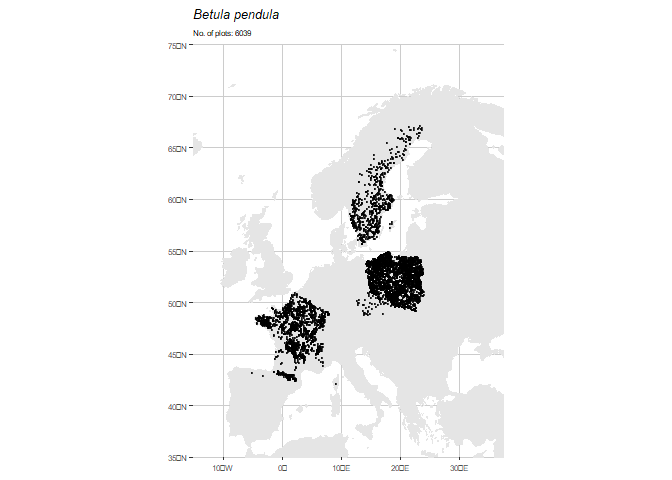 Betula pendula
No. of plots: 6039
75□N
70□N
65□N
60□N
55□N
50□N
45□N
40□N
35□N
10□W
0□
10□E
20□E
30□E